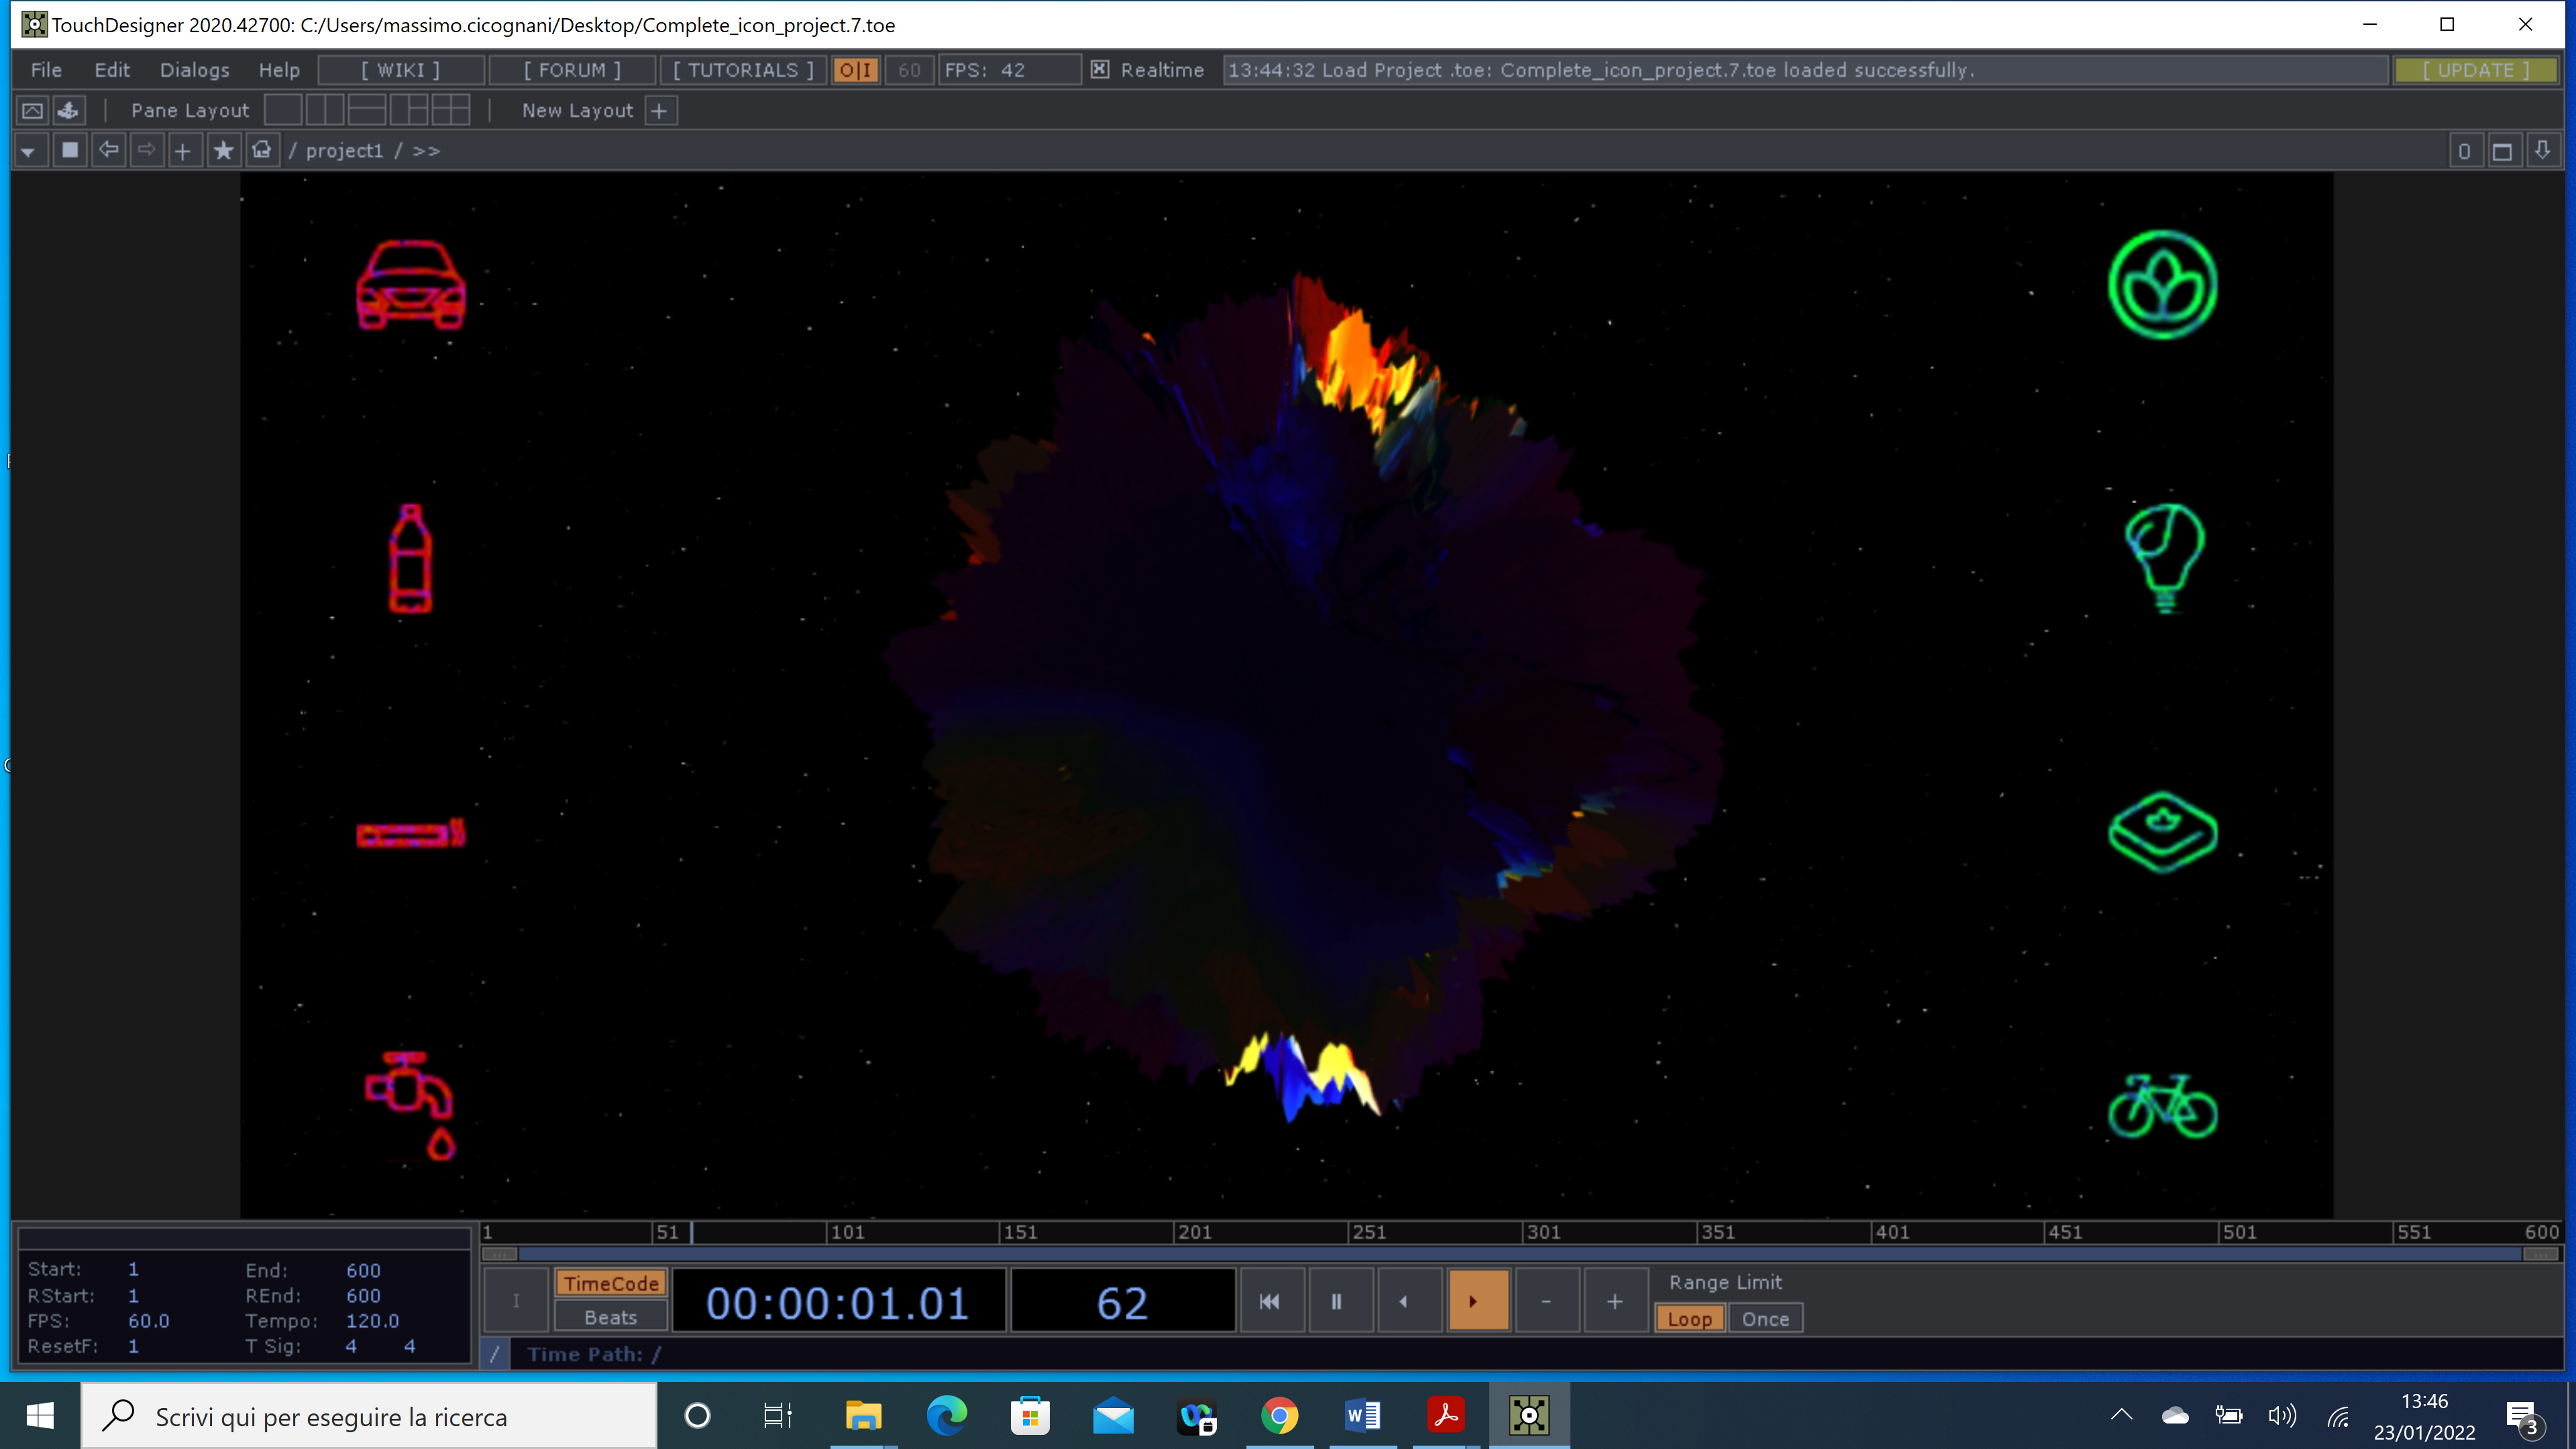 TouchDesigner 2020.42700: C:/Users/massimo.cicognani/Desktop/Complete_icon_project.7.toe
File Edit Dialogs Help [ WIKI ] [ FORUM ] [ TUTORIALS ] O|I 60 FPS: 42 Realtime 13:44:32 Load Project .toe: Complete_icon_project.7.toe loaded successfully. [ UPDATE ]
Pane Layout New Layout +
/ project1 / >> 0
1 51 101 151 201 251 301 351 401 451 501 551 600
Start: 1 End: 600
RStart: 1 REnd: 600
FPS: 60.0 Tempo: 120.0
ResetF: 1 T Sig: 4 4
I TimeCode 00:00:01.01 62 - + Range Limit
Beats Loop Once
/ Time Path: /
Scrivi qui per eseguire la ricerca
13:46
23/01/2022
3